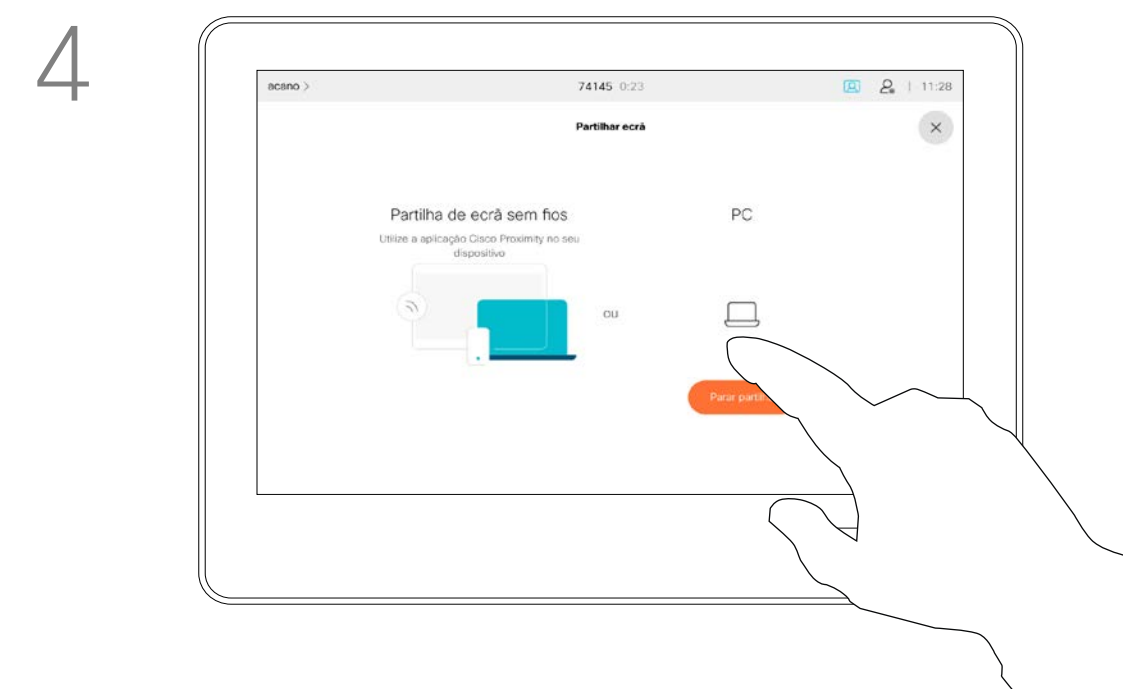 4
acano >
74145 0:23
11:28
Partilhar ecrã
Partilha de ecrã sem fios
Utilize a aplicação Cisco Proximity no seu
dispositivo
PC
ou
Parar